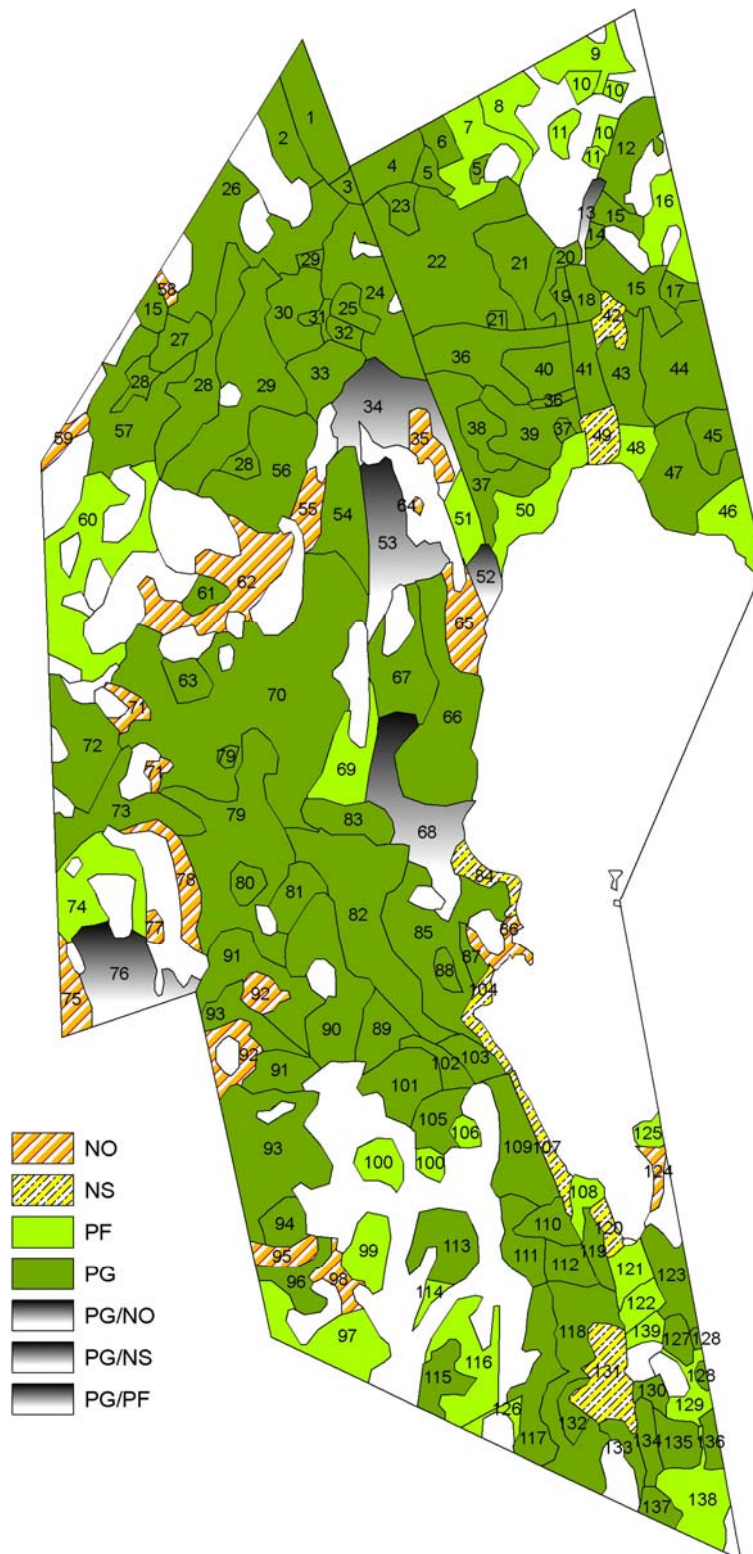 9
8 10 10
7
1 6 11 10
2 11 12
4 5
3 5
26 23 13 15 16
14
22 21 20
29 24 15 17
58 30 25 19 18
15 31 21 42
27 32
36 40 41 43 44
28 28 29 33
36
34
57 38 39 37 49 48 45
59 35
28 56 47
37
60 54 51 50 46
55 64
53
62 52
61 65
63 70 67
71 66
72
79 69
71
73 79 83 68
78 84
74 80 81
82
77 85 86
91 87
76 88
75 92 104
93
92 90 89
91 102 103
101
105
NO 106 109 107
93 100 100
NS 125
124
PF 94 108
110 120
PG 95 99 113 111 119
96 98 112 121 123
PG/NO 114 122
97 118 139 127 128
PG/NS 116 131 128
115 130 129
PG/PF 126 132
117 133 134 135 136
138
137